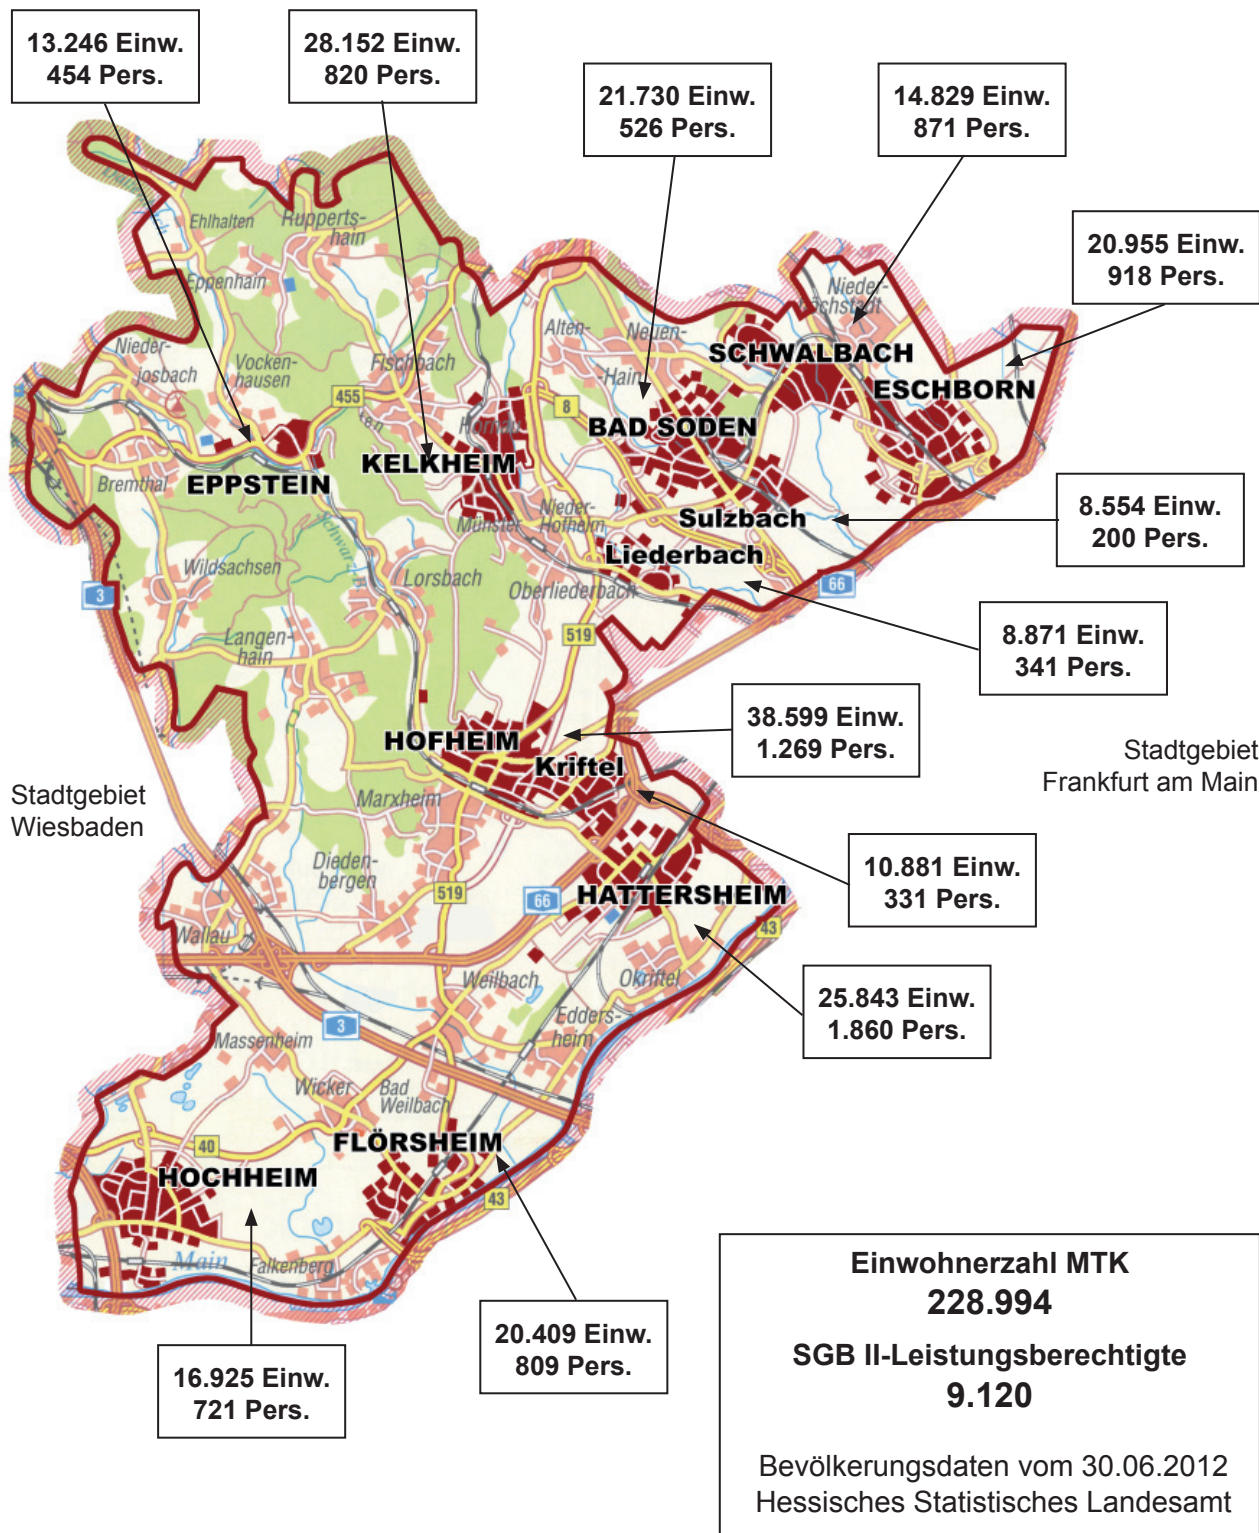 13.246 Einw.
454 Pers.
28.152 Einw.
820 Pers.
21.730 Einw.
526 Pers.
14.829 Einw.
871 Pers.
20.955 Einw.
918 Pers.
Ehlhalten
Rupperts-
hain
Eppenhain
Nieder-
höchstadt
Nieder-
josbach
Vocken-
hausen
Fischbach
Alten-
Neuen-
Hain
SCHWALBACH
ESCHBORN
455
8
Hornau
BAD SODEN
KELKHEIM
EPPSTEIN
Bremthal
Münster
Nieder-
Hofheim
Sulzbach
8.554 Einw.
200 Pers.
Liederbach
Wildsachsen
Lorsbach
Oberliederbach
3
66
Langen-
hain
519
8.871 Einw.
341 Pers.
38.599 Einw.
1.269 Pers.
HOFHEIM
Kriftel
Stadtgebiet
Frankfurt am Main
Stadtgebiet
Wiesbaden
Marxheim
10.881 Einw.
331 Pers.
Dieden-
bergen
519
66
HATTERSHEIM
43
Wallau
Weilbach
Okriftel
25.843 Einw.
1.860 Pers.
3
Edders-
heim
Massenheim
Wicker
Bad
Weilbach
40
FLÖRSHEIM
HOCHHEIM
43
Main
Falkenberg
20.409 Einw.
809 Pers.
16.925 Einw.
721 Pers.
Einwohnerzahl MTK
228.994
SGB II-Leistungsberechtigte
9.120
Bevölkerungsdaten vom 30.06.2012
Hessisches Statistisches Landesamt